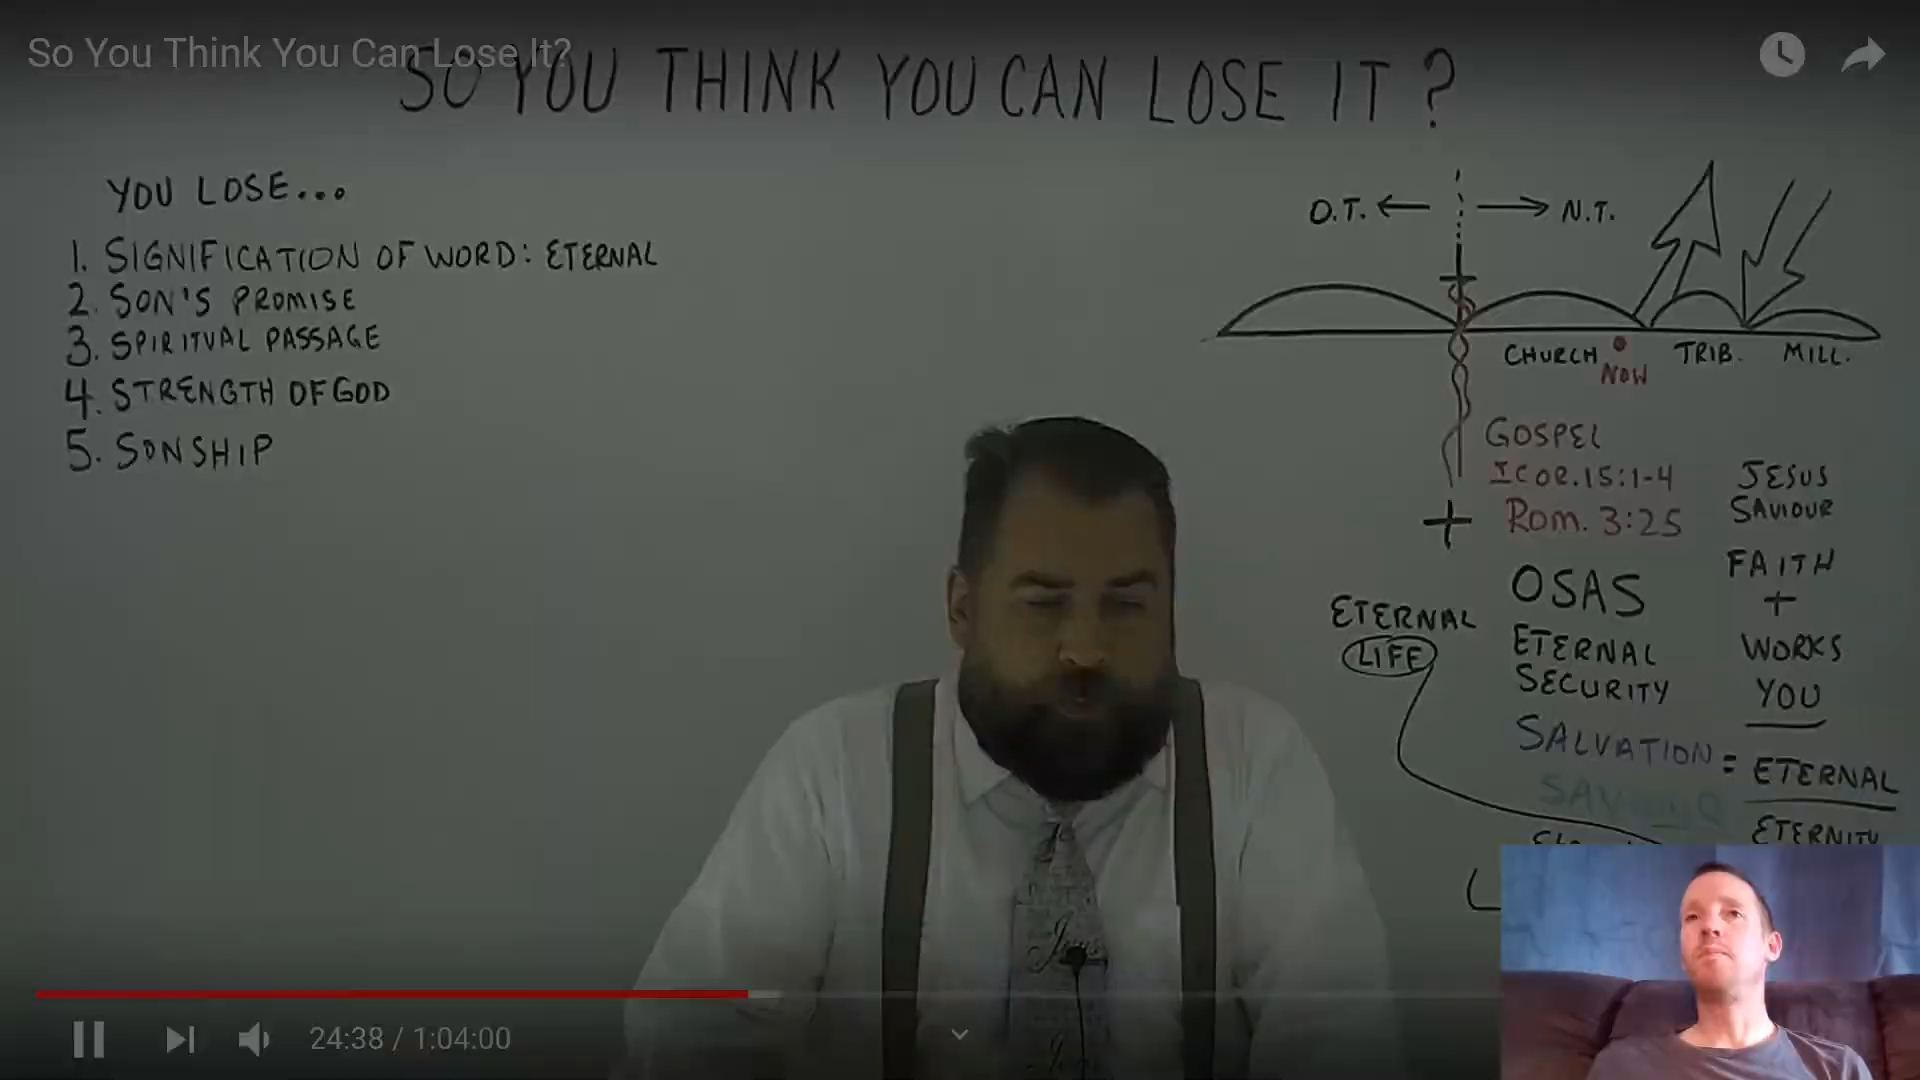 So You Think You Can Lose It?
SO YOU THINK YOU CAN LOSE IT?
YOU LOSE...
1. SIGNIFICATION OF WORD: ETERNAL
2. SON'S PROMISE
3. SPIRITUAL PASSAGE
4. STRENGTH OF GOD
5. SONSHIP
O.T. ← → N.T.
CHURCH TRIB. MILL.
NOW
GOSPEL
I COR. 15:1-4
Rom. 3:25
JESUS
SAVIOUR
FAITH
+
WORKS
YOU
OSAS
ETERNAL
SECURITY
ETERNAL
LIFE
SALVATION = ETERNAL
ETERNITY
Jesus
24:38 / 1:04:00